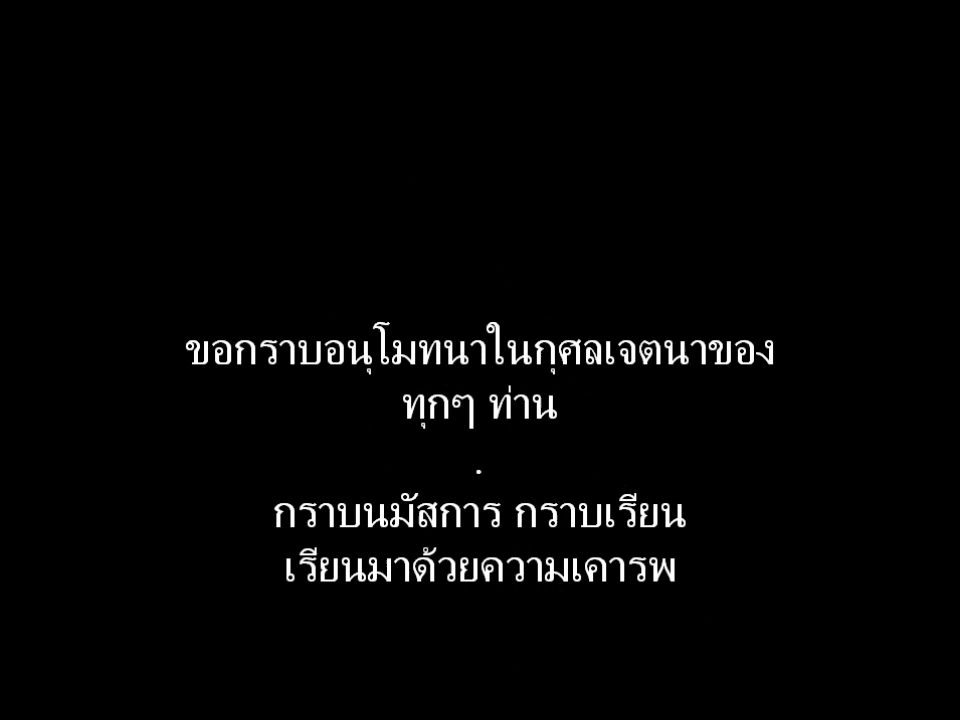 ขอกราบอนุโมทนาในกุศลเจตนาของ
ทุกๆ ท่าน
.
กราบนมัสการ กราบเรียน
เรียนมาด้วยความเคารพ